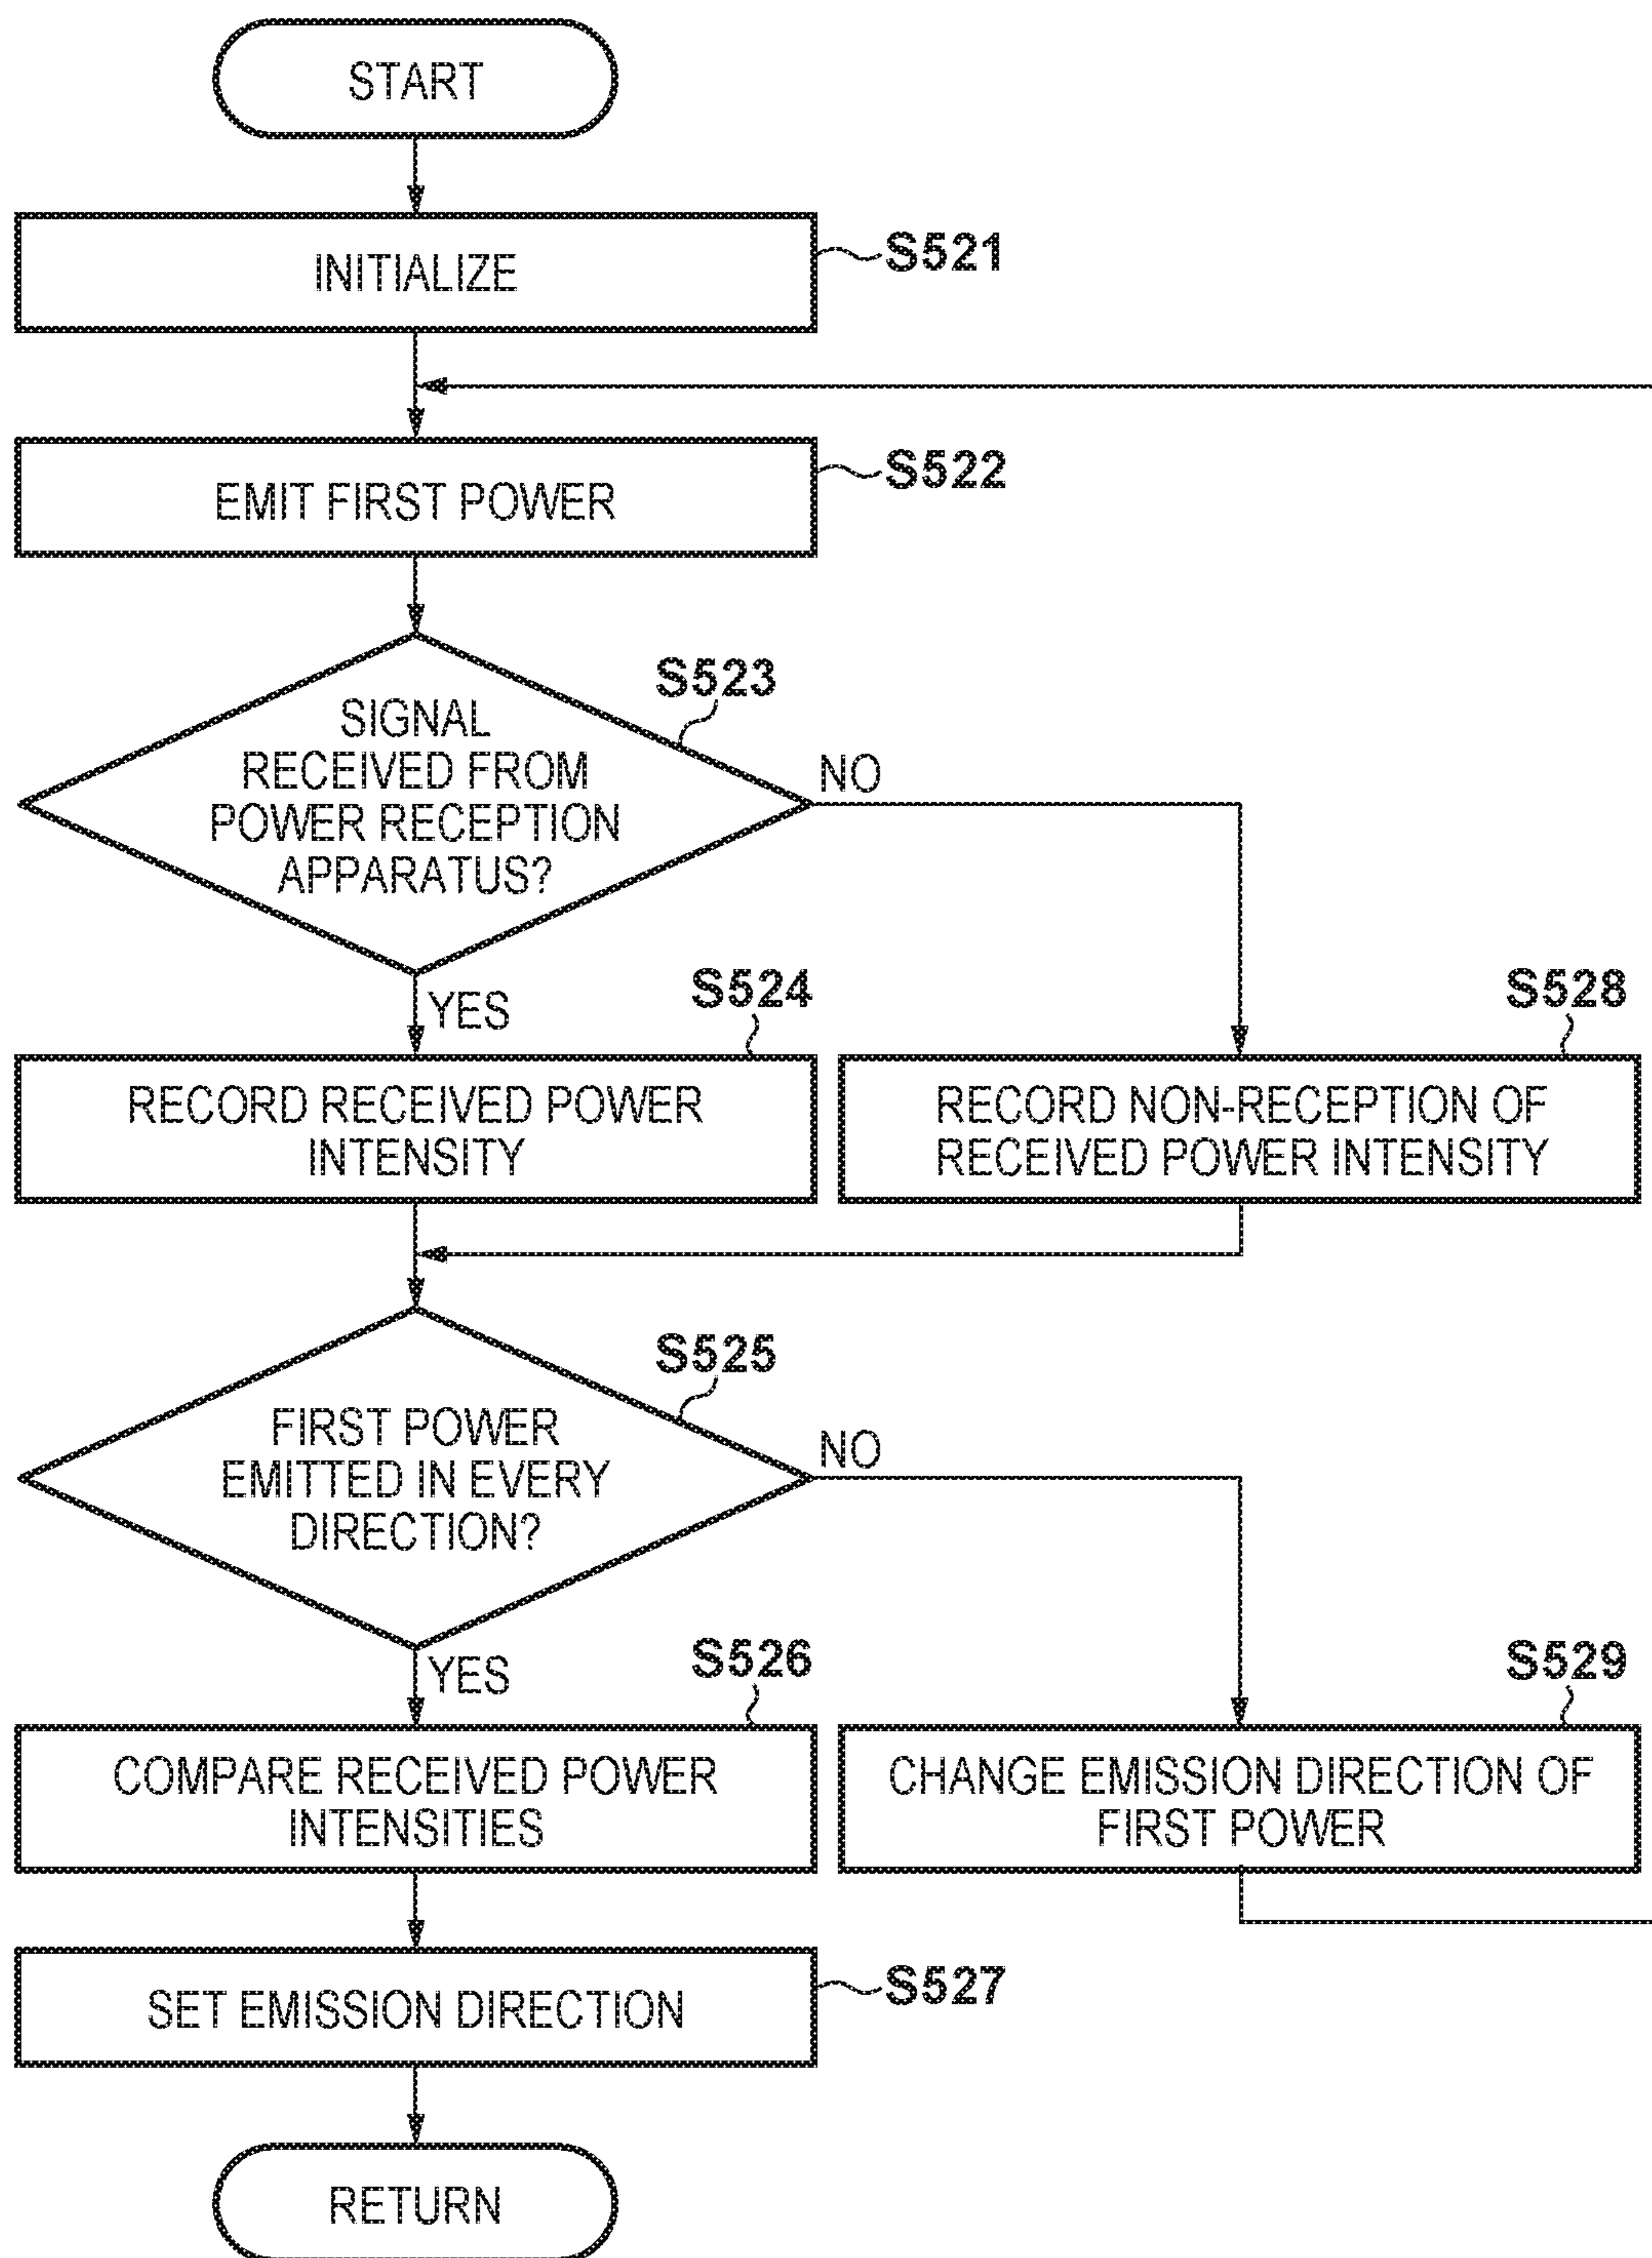 START
INITIALIZE
S521
EMIT FIRST POWER
S522
S523
SIGNAL
RECEIVED FROM
POWER RECEPTION
APPARATUS?
NO
YES
S524
S528
RECORD RECEIVED POWER
INTENSITY
RECORD NON-RECEPTION OF
RECEIVED POWER INTENSITY
S525
FIRST POWER
EMITTED IN EVERY
DIRECTION?
NO
YES
S526
S529
COMPARE RECEIVED POWER
INTENSITIES
CHANGE EMISSION DIRECTION OF
FIRST POWER
SET EMISSION DIRECTION
S527
RETURN